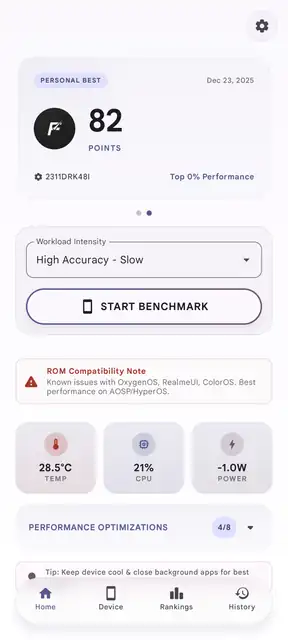 PERSONAL BEST
Dec 23, 2025
82
POINTS
2311DRK48I
Top 0% Performance
Workload Intensity
High Accuracy - Slow
START BENCHMARK
ROM Compatibility Note
Known issues with OxygenOS, RealmeUI, ColorOS. Best
performance on AOSP/HyperOS.
28.5°C
TEMP
21%
CPU
-1.0W
POWER
PERFORMANCE OPTIMIZATIONS
4/8
Tip: Keep device cool & close background apps for best
Home
Device
Rankings
History